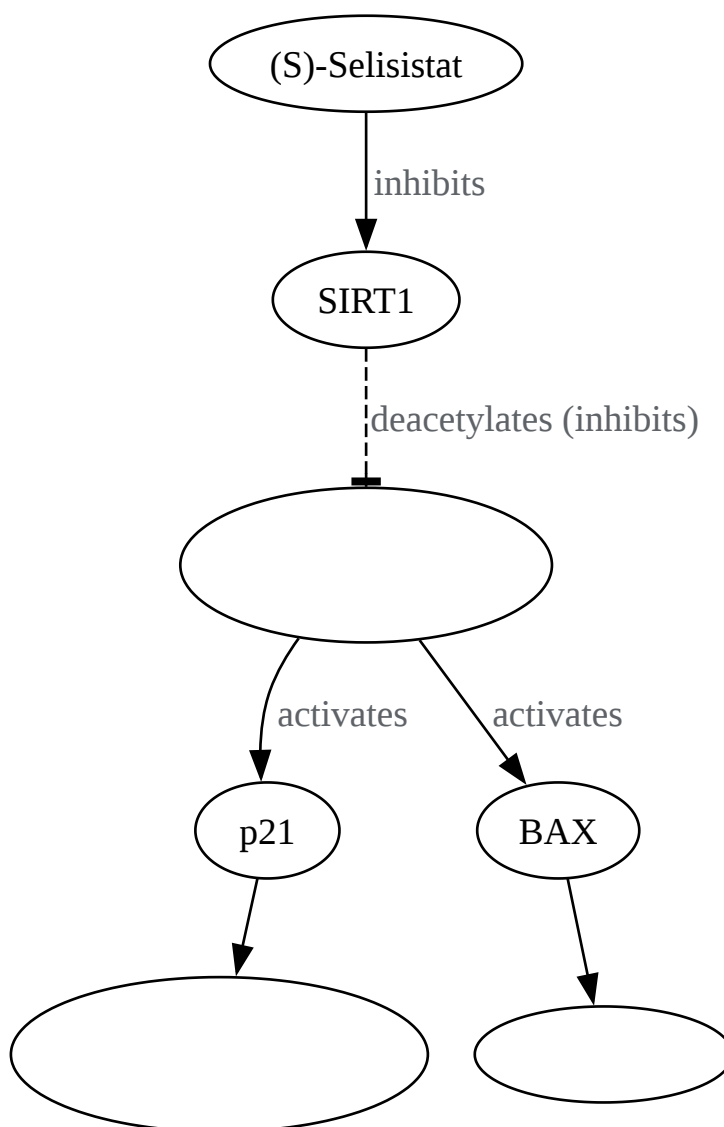 (S)-Selisistat
inhibits
SIRT1
deacetylates (inhibits)
activates
activates
p21
BAX